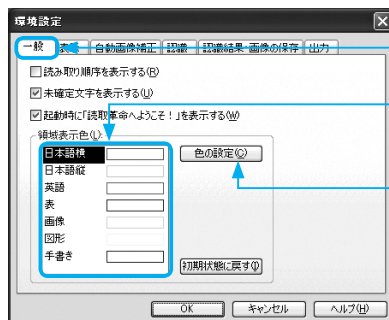 環境設定
一般 表示 自動画像補正 認識 認識結果・画像の保存 出力
読み取り順序を表示する(R)
未確定文字を表示する(U)
起動時に「読取革命へようこそ！」を表示する(W)
領域表示色(L):
日本語横 色の設定(C)
日本語縦
英語
表
画像
図形
手書き 初期状態に戻す(I)
OK キャンセル ヘルプ(H)